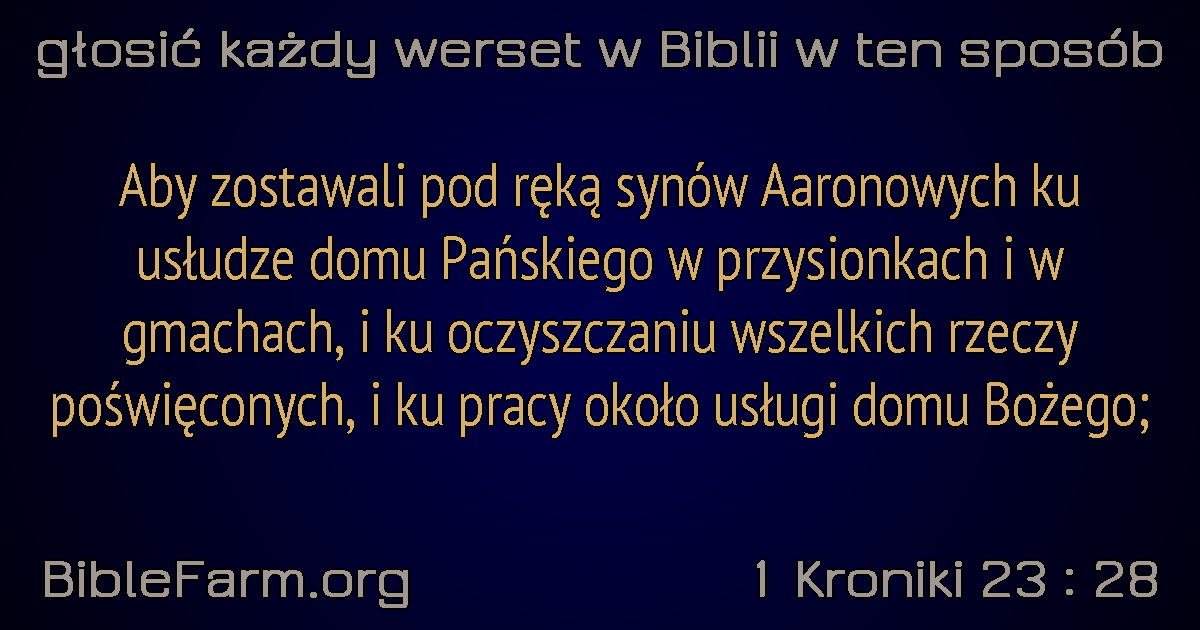 głosić każdy werset w Biblii w ten sposób
Aby zostawali pod ręką synów Aaronowych ku
usłudze domu Pańskiego w przysionkach i w
gmachach, i ku oczyszczaniu wszelkich rzeczy
poświęconych, i ku pracy około usługi domu Bożego;
BibleFarm.org
1 Kroniki 23 : 28